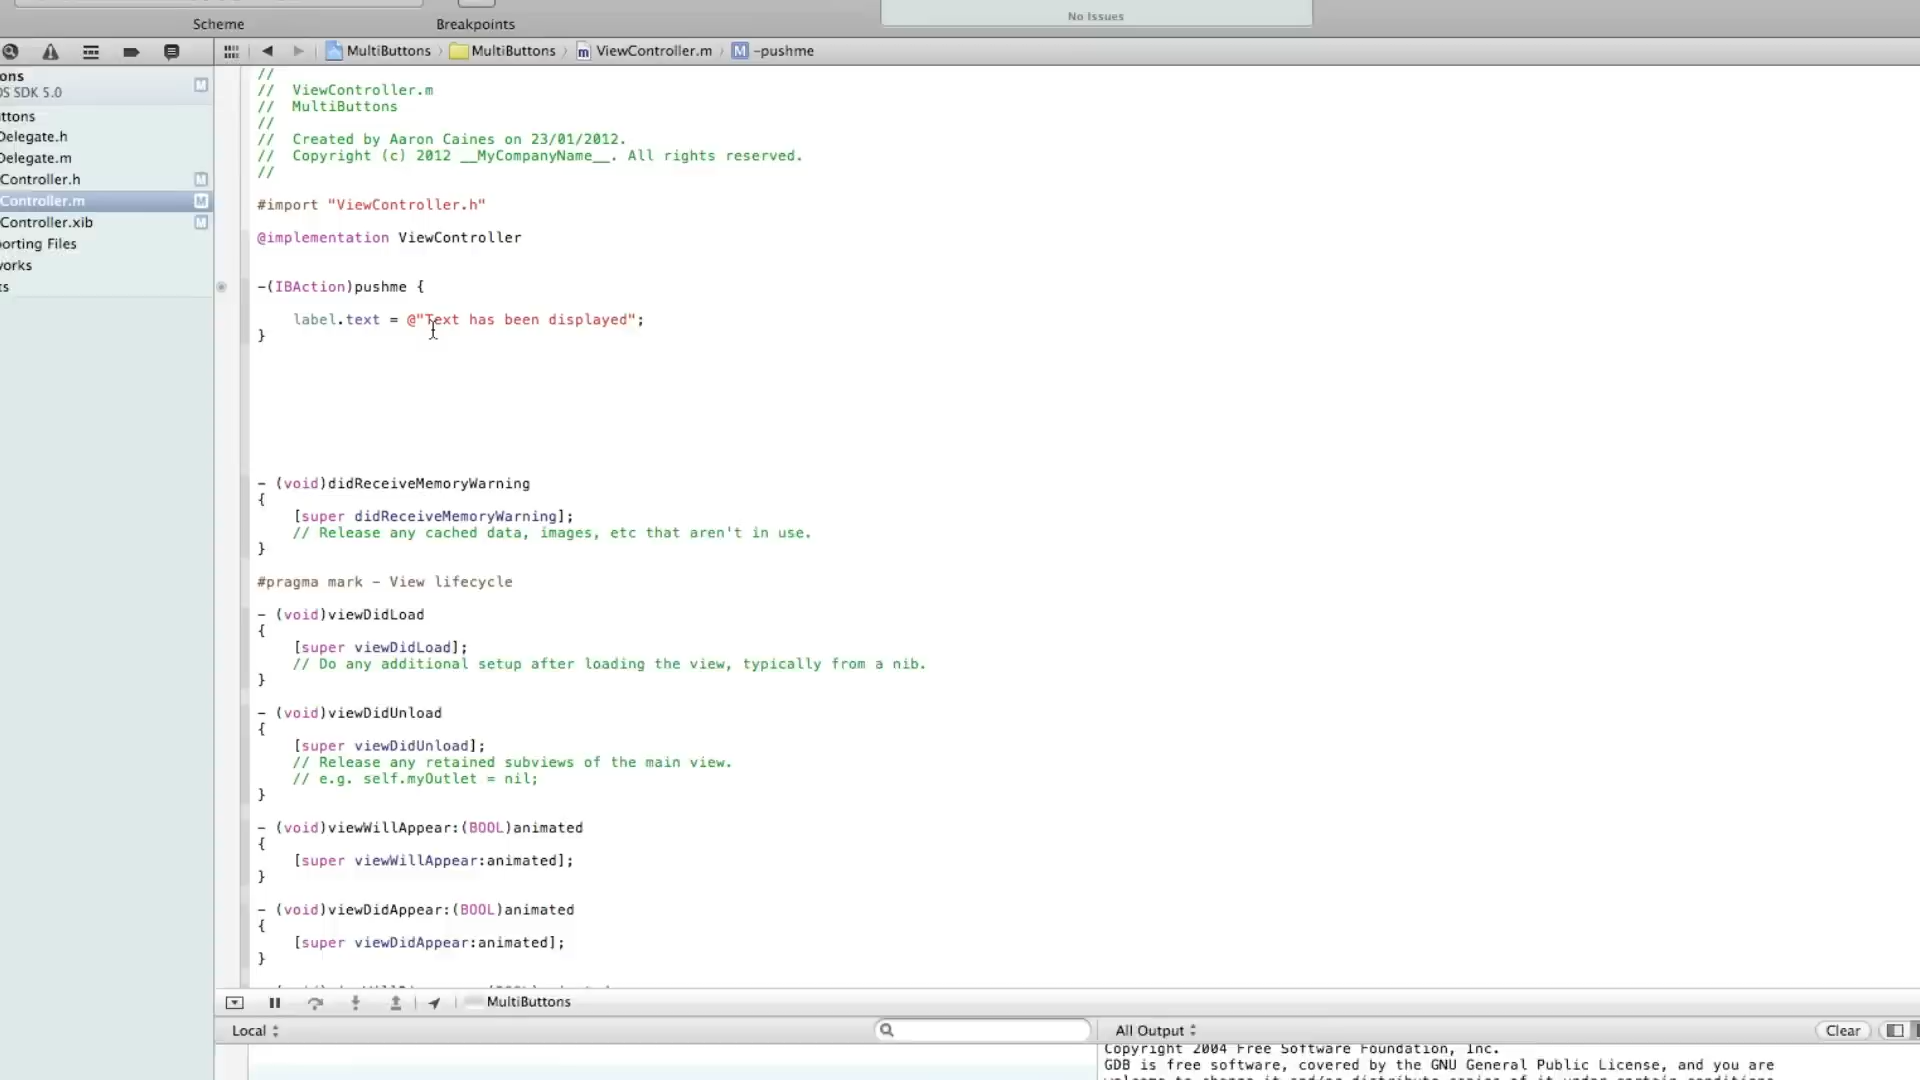 Scheme
Breakpoints
No Issues
MultiButtons
MultiButtons
ViewController.m
-pushme
ons
OS SDK 5.0
ttons
Delegate.h
Delegate.m
Controller.h
Controller.m
Controller.xib
orting Files
works
ts
//
//  ViewController.m
//  MultiButtons
//
//  Created by Aaron Caines on 23/01/2012.
//  Copyright (c) 2012 __MyCompanyName__. All rights reserved.
//
#import "ViewController.h"
@implementation ViewController
-(IBAction)pushme {
label.text = @"Text has been displayed";
}
- (void)didReceiveMemoryWarning
{
[super didReceiveMemoryWarning];
// Release any cached data, images, etc that aren't in use.
}
#pragma mark - View lifecycle
- (void)viewDidLoad
{
[super viewDidLoad];
// Do any additional setup after loading the view, typically from a nib.
}
- (void)viewDidUnload
{
[super viewDidUnload];
// Release any retained subviews of the main view.
// e.g. self.myOutlet = nil;
}
- (void)viewWillAppear:(BOOL)animated
{
[super viewWillAppear:animated];
}
- (void)viewDidAppear:(BOOL)animated
{
[super viewDidAppear:animated];
}
MultiButtons
Local
All Output
Clear
Copyright 2004 Free Software Foundation, Inc.
GDB is free software, covered by the GNU General Public License, and you are